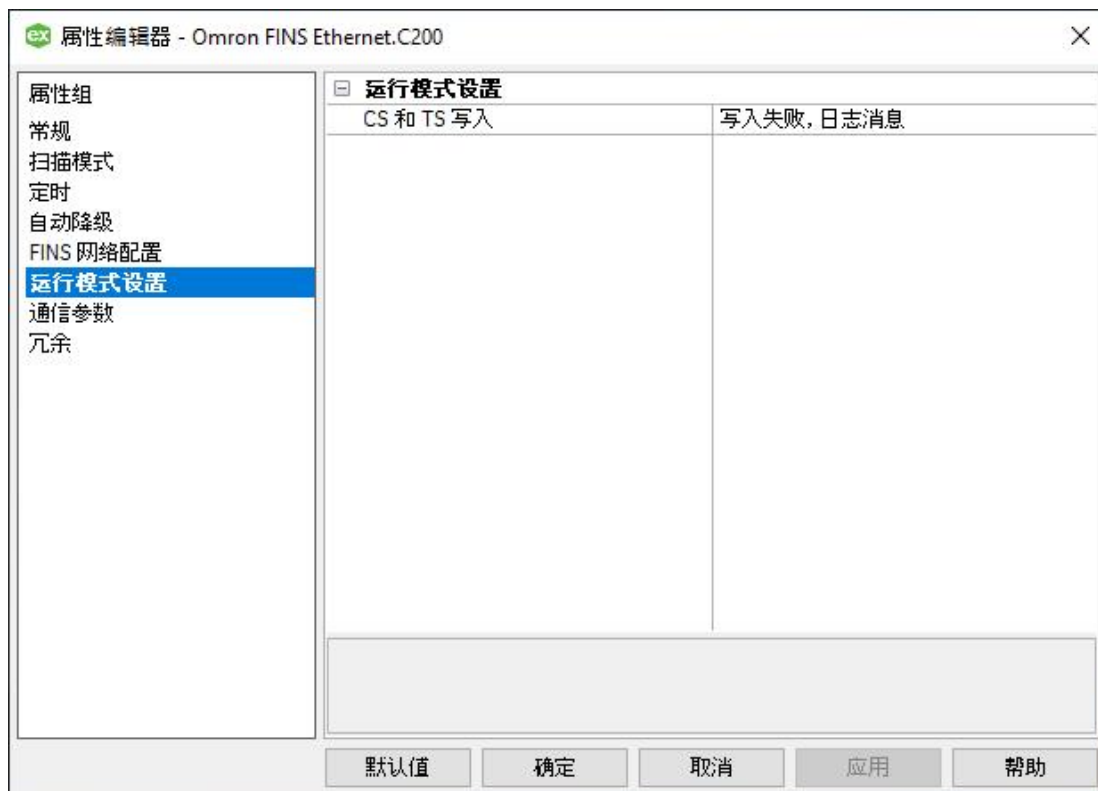 ex 属性编辑器 - Omron FINS Ethernet.C200
属性组
常规
扫描模式
定时
自动降级
FINS 网络配置
运行模式设置
通信参数
冗余
运行模式设置
CS 和 TS 写入 写入失败, 日志消息
默认值 确定 取消 应用 帮助